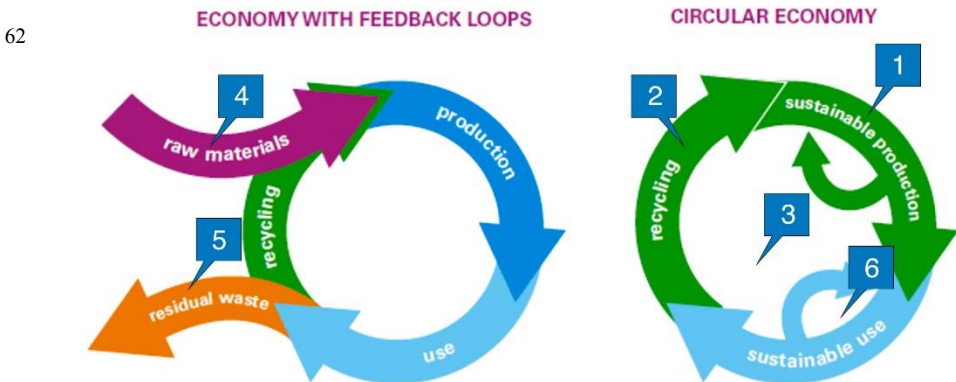 62
ECONOMY WITH FEEDBACK LOOPS
4
raw materials
production
recycling
5
residual waste
use
CIRCULAR ECONOMY
1
2
sustainable production
recycling
3
6
sustainable use